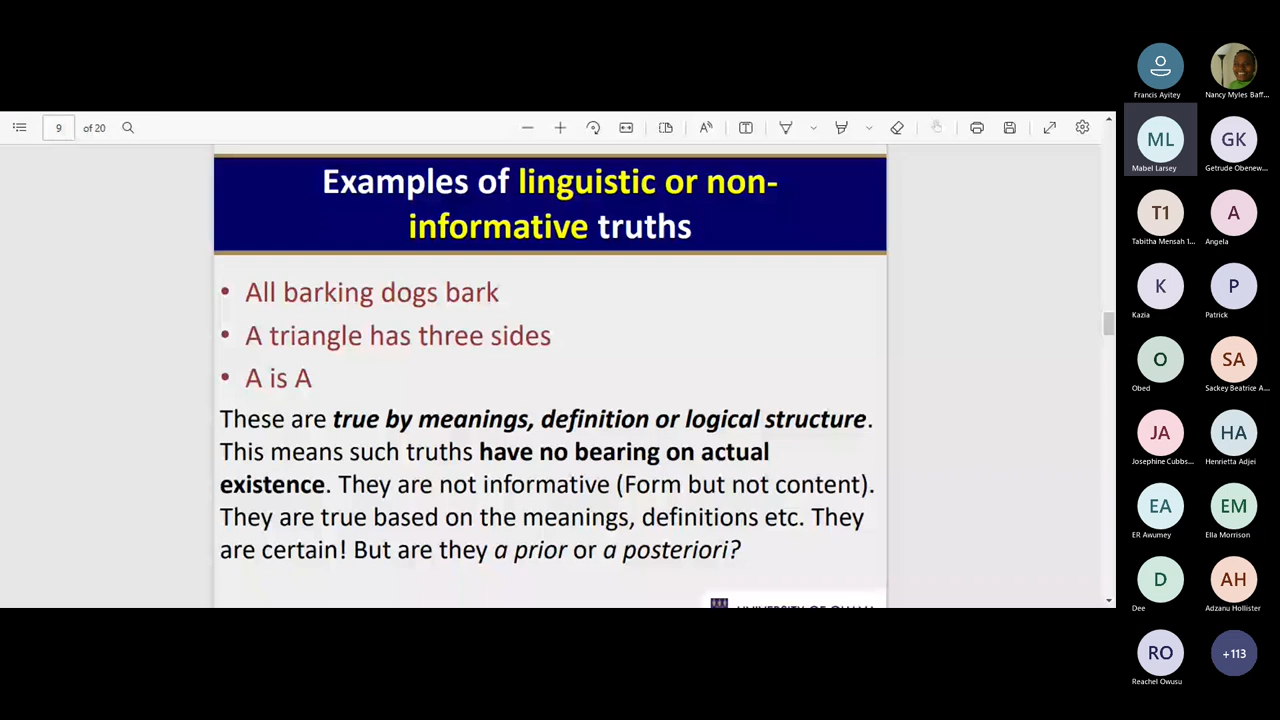 9 of 20
Examples of linguistic or non-
informative truths
• All barking dogs bark
• A triangle has three sides
• A is A
These are true by meanings, definition or logical structure.
This means such truths have no bearing on actual
existence. They are not informative (Form but not content).
They are true based on the meanings, definitions etc. They
are certain! But are they a prior or a posteriori?
Francis Ayitey
Nancy Myles Baff...
ML
Mabel Larsey
GK
Getrude Obenew...
T1
Tabitha Mensah 1...
A
Angela
K
Kazia
P
Patrick
O
Obed
SA
Sackey Beatrice A...
JA
Josephine Cubbs...
HA
Henrietta Adjei
EA
ER Awumey
EM
Ella Morrison
D
Dee
AH
Adzanu Hollister
RO
Reachel Owusu
+113